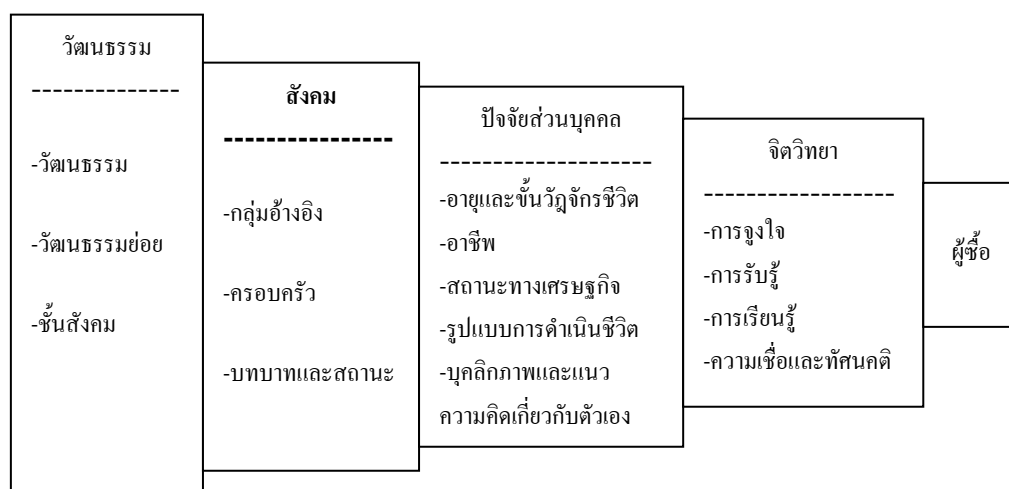 วัฒนธรรม
--------------
-วัฒนธรรม
-วัฒนธรรมย่อย
-ชั้นสังคม
สังคม
----------------
-กลุ่มอ้างอิง
-ครอบครัว
-บทบาทและสถานะ
ปัจจัยส่วนบุคคล
--------------------
-อายุและขั้นวัฎจักรชีวิต
-อาชีพ
-สถานะทางเศรษฐกิจ
-รูปแบบการดำเนินชีวิต
-บุคลิกภาพและแนว
ความคิดเกี่ยวกับตัวเอง
จิตวิทยา
------------------
-การจูงใจ
-การรับรู้
-การเรียนรู้
-ความเชื่อและทัศนคติ
ผู้ซื้อ